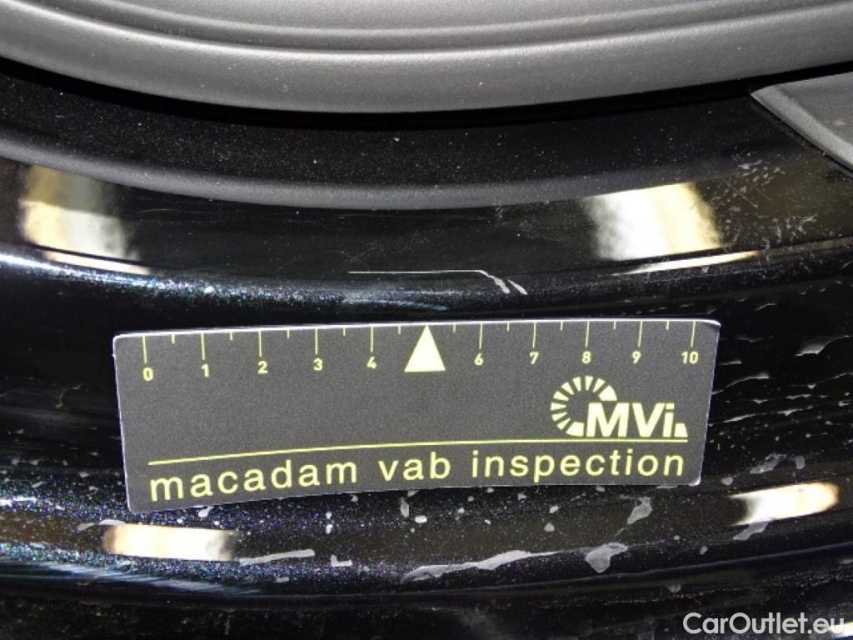 0 1 2 3 4 6 7 8 9 10
MVi
macadam vab inspection
CarOutlet.eu